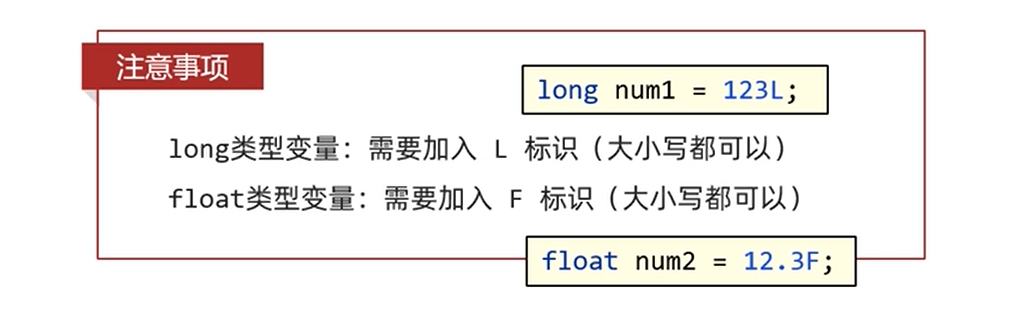 注意事项
long num1 = 123L;
long类型变量：需要加入 L 标识（大小写都可以）
float类型变量：需要加入 F 标识（大小写都可以）
float num2 = 12.3F;